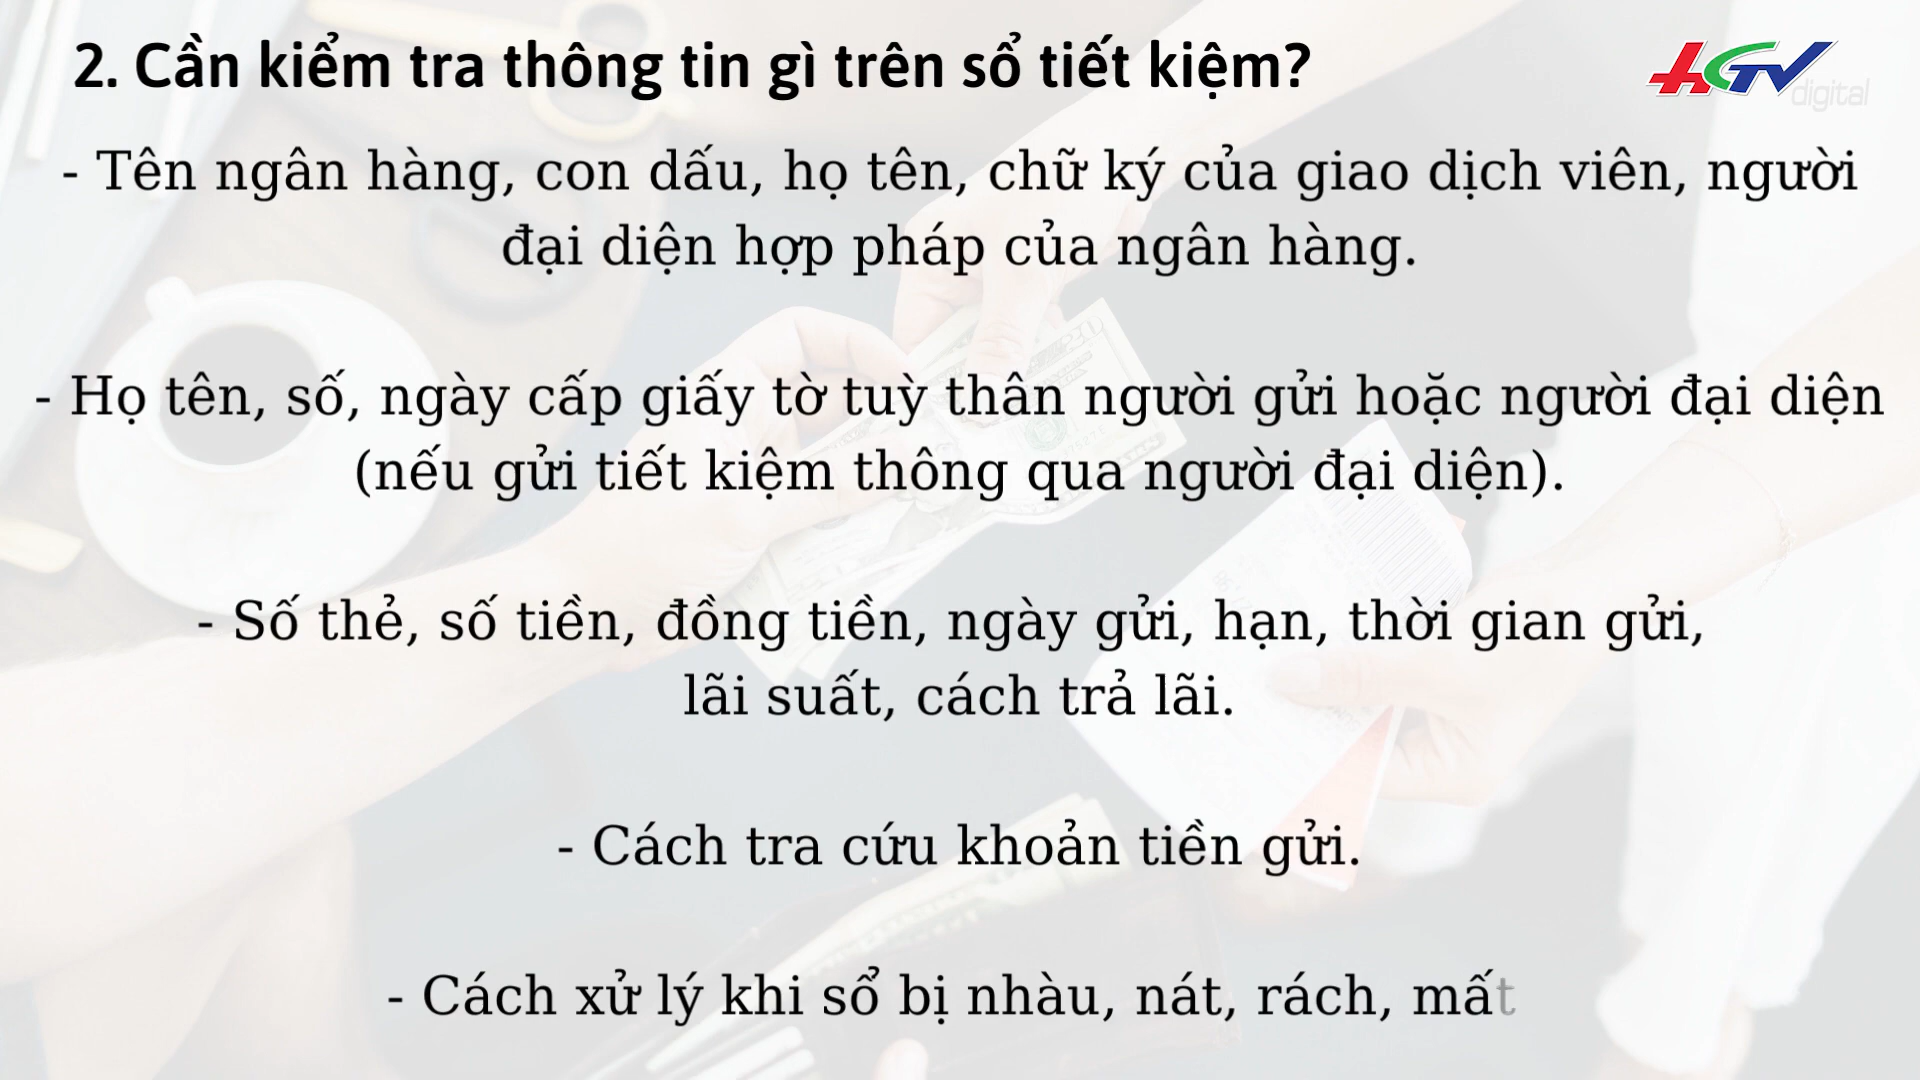 2. Cần kiểm tra thông tin gì trên sổ tiết kiệm?
HGTV
digital
- Tên ngân hàng, con dấu, họ tên, chữ ký của giao dịch viên, người
đại diện hợp pháp của ngân hàng.
- Họ tên, số, ngày cấp giấy tờ tuỳ thân người gửi hoặc người đại diện
(nếu gửi tiết kiệm thông qua người đại diện).
- Số thẻ, số tiền, đồng tiền, ngày gửi, hạn, thời gian gửi,
lãi suất, cách trả lãi.
- Cách tra cứu khoản tiền gửi.
- Cách xử lý khi sổ bị nhàu, nát, rách, mất